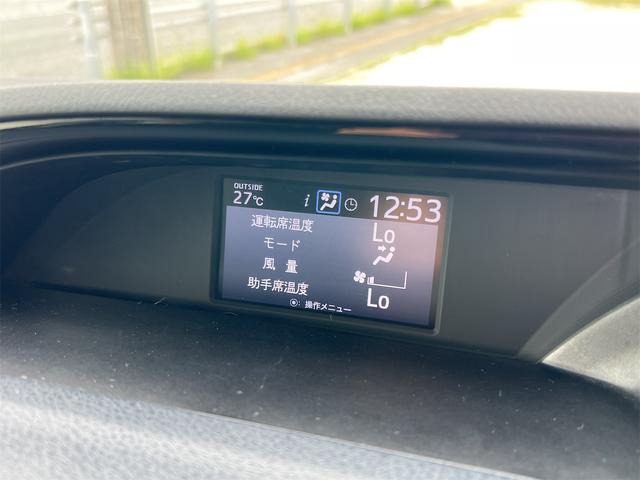 OUTSIDE
27℃ i 12:53
運転席温度 Lo
モード
風量
助手席温度 Lo
：操作メニュー